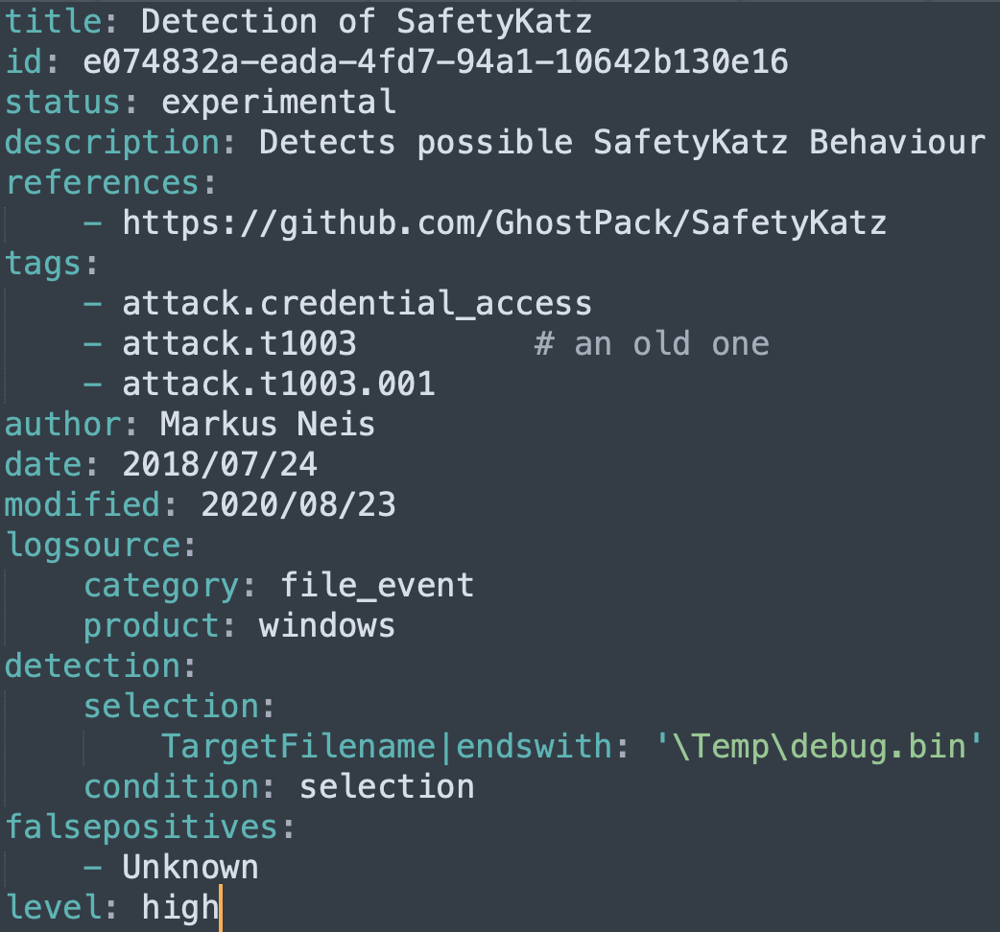 title: Detection of SafetyKatz
id: e074832a-eada-4fd7-94a1-10642b130e16
status: experimental
description: Detects possible SafetyKatz Behaviour
references:
    - https://github.com/GhostPack/SafetyKatz
tags:
    - attack.credential_access
    - attack.t1003         # an old one
    - attack.t1003.001
author: Markus Neis
date: 2018/07/24
modified: 2020/08/23
logsource:
    category: file_event
    product: windows
detection:
    selection:
        TargetFilename|endswith: '\Temp\debug.bin'
    condition: selection
falsepositives:
    - Unknown
level: high